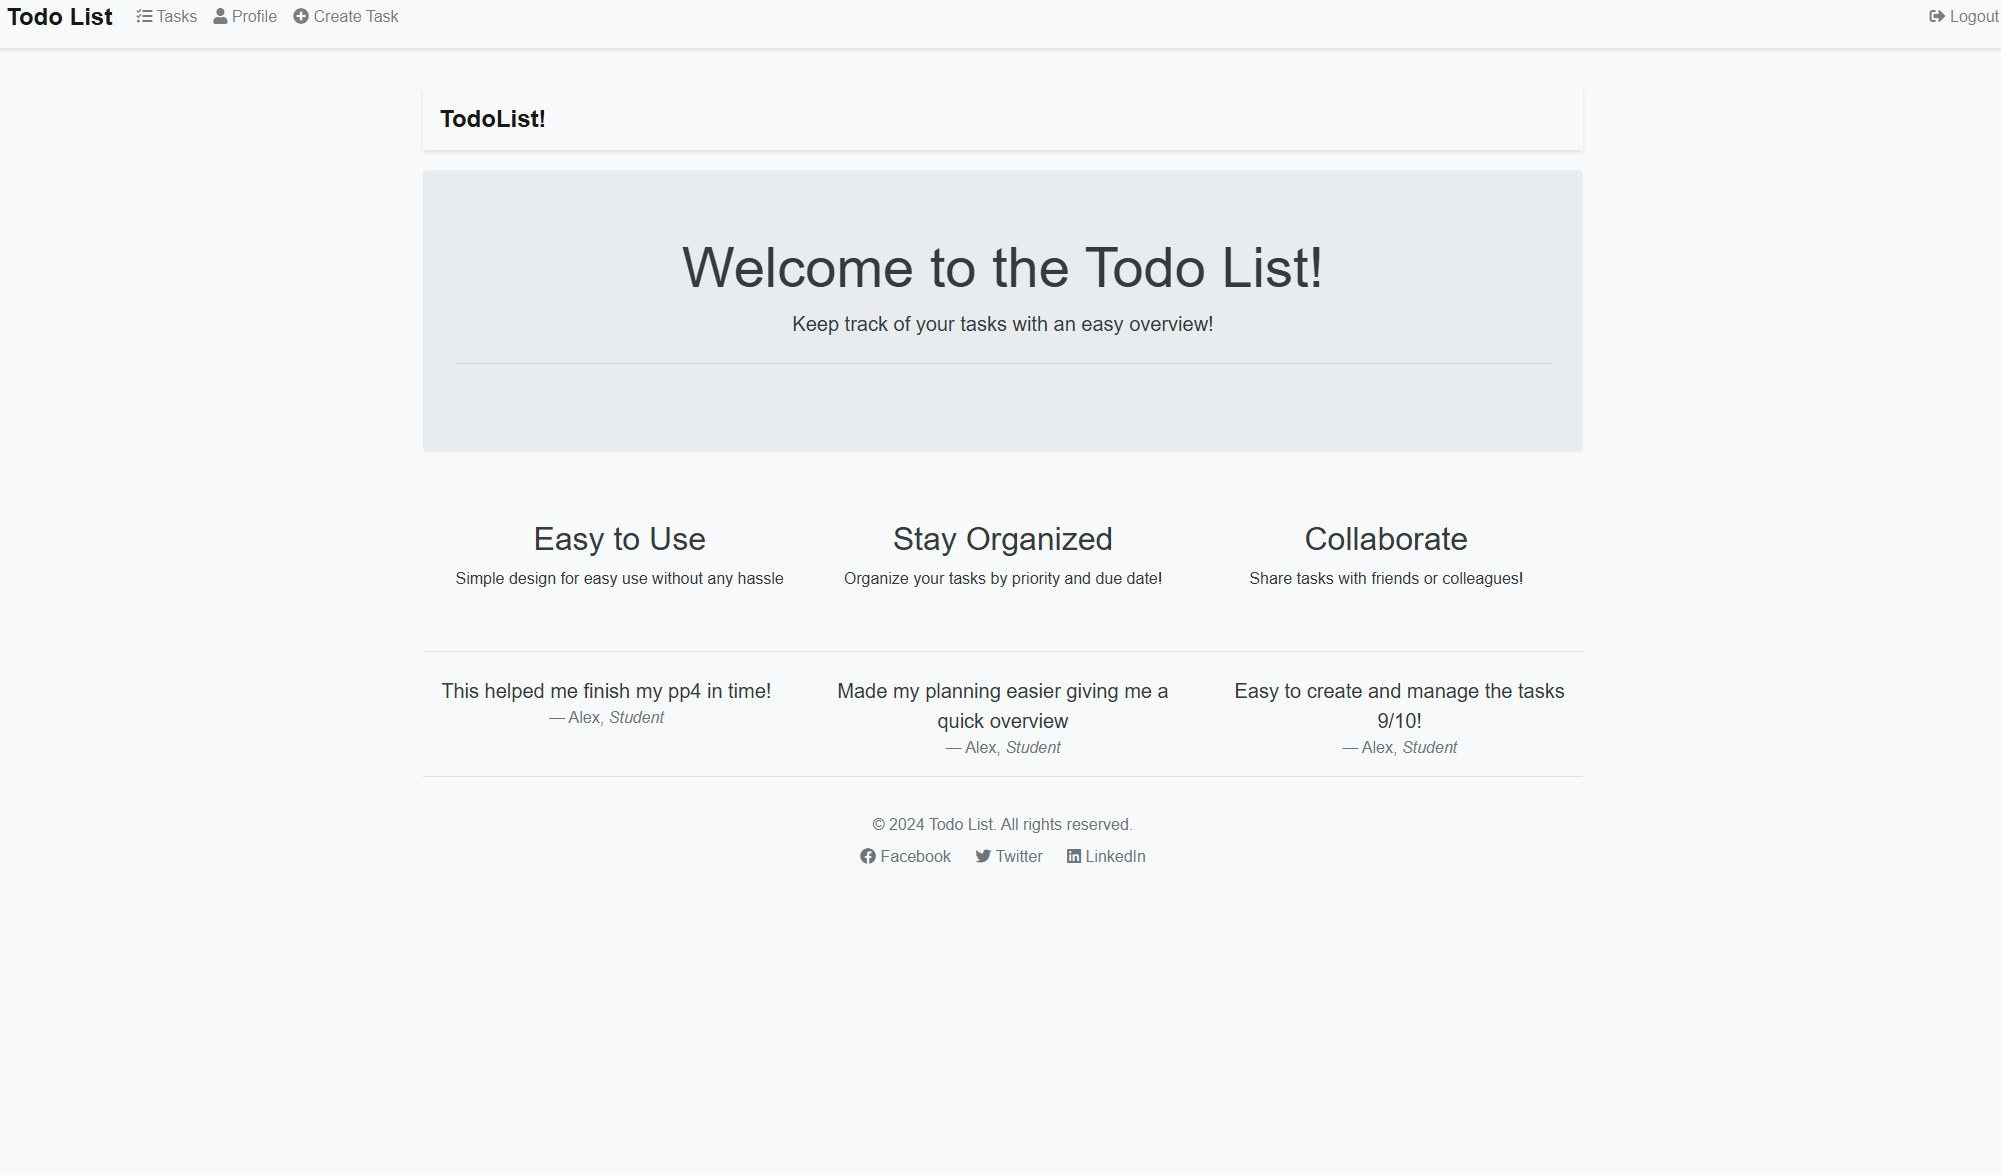 Todo List Tasks Profile Create Task Logout
TodoList!
Welcome to the Todo List!
Keep track of your tasks with an easy overview!
Easy to Use
Simple design for easy use without any hassle
Stay Organized
Organize your tasks by priority and due date!
Collaborate
Share tasks with friends or colleagues!
This helped me finish my pp4 in time!
— Alex, Student
Made my planning easier giving me a
quick overview
— Alex, Student
Easy to create and manage the tasks
9/10!
— Alex, Student
© 2024 Todo List. All rights reserved.
Facebook Twitter LinkedIn